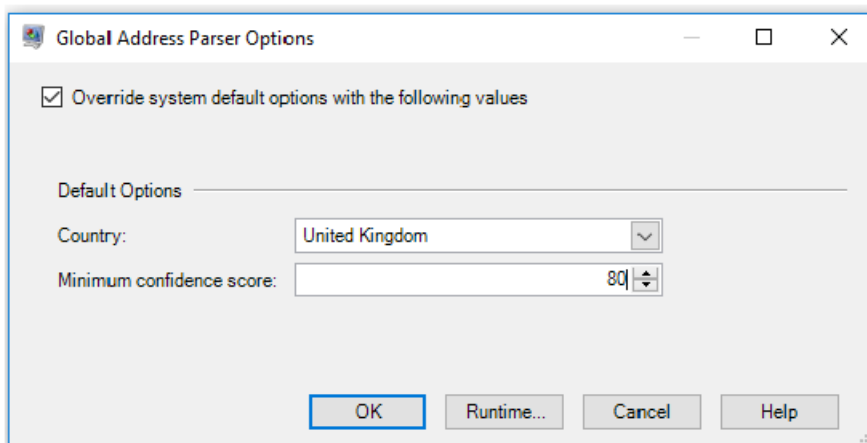 Global Address Parser Options
Override system default options with the following values
Default Options
Country: United Kingdom
Minimum confidence score: 80
OK Runtime... Cancel Help